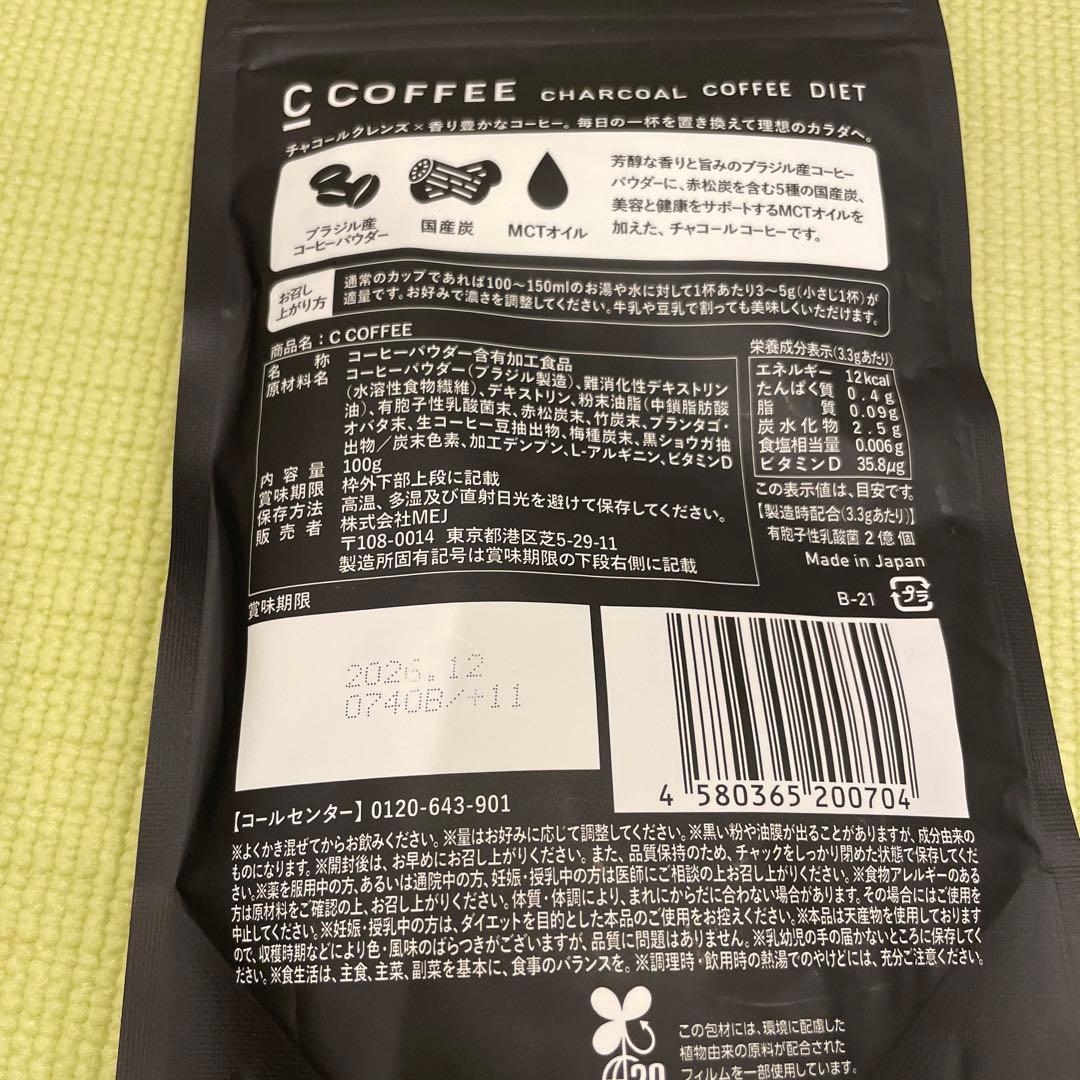 C COFFEE CHARCOAL COFFEE DIET
チャコールクレンズ×香り豊かなコーヒー。毎日の一杯を置き換えて理想のカラダへ。
ブラジル産
コーヒーパウダー
国産炭
MCTオイル
芳醇な香りと旨みのブラジル産コーヒー
パウダーに、赤松炭を含む5種の国産炭、
美容と健康をサポートするMCTオイルを
加えた、チャコールコーヒーです。
お召し
上がり方
通常のカップであれば100～150mlのお湯や水に対して1杯あたり3～5g(小さじ1杯)が
適量です。お好みで濃さを調整してください。牛乳や豆乳で割っても美味しくいただけます。
商品名：C COFFEE
名称 コーヒーパウダー含有加工食品
原材料名 コーヒーパウダー(ブラジル製造)、難消化性デキストリン
(水溶性食物繊維)、デキストリン、粉末油脂(中鎖脂肪酸
油)、有胞子性乳酸菌末、赤松炭末、竹炭末、プランタゴ・
オバタ末、生コーヒー豆抽出物、梅種炭末、黒ショウガ抽
出物／炭末色素、加工デンプン、L-アルギニン、ビタミンD
内容量 100g
賞味期限 枠外下部上段に記載
保存方法 高温、多湿及び直射日光を避けて保存してください。
販売者 株式会社MEJ
〒108-0014 東京都港区芝5-29-11
製造所固有記号は賞味期限の下段右側に記載
栄養成分表示(3.3gあたり)
エネルギー 12kcal
たんぱく質 0.4g
脂質 0.09g
炭水化物 2.5g
食塩相当量 0.006g
ビタミンD 35.8μg
この表示値は、目安です。
【製造時配合(3.3gあたり)】
有胞子性乳酸菌 2億個
Made in Japan
B-21 プラ
賞味期限
2026.12
0740B/+11
4 580365 200704
【コールセンター】0120-643-901
※よくかき混ぜてからお飲みください。※量はお好みに応じて調整してください。※黒い粉や油膜が出ることがありますが、成分由来の
ものになります。※開封後は、お早めにお召し上がりください。また、品質保持のため、チャックをしっかり閉めた状態で保存してくだ
さい。※薬を服用中の方、あるいは通院中の方、妊娠・授乳中の方は医師にご相談の上お召し上がりください。※食物アレルギーのある
方は原材料をご確認の上、お召し上がりください。体質・体調により、まれにからだに合わない場合があります。その場合にはご使用を
中止してください。※妊娠・授乳中の方は、ダイエットを目的とした本品のご使用をお控えください。※本品は天産物を使用しております
ので、収穫時期などにより色・風味のばらつきがございますが、品質に問題はありません。※乳幼児の手の届かないところに保存してく
ださい。※食生活は、主食、主菜、副菜を基本に、食事のバランスを。※調理時・飲用時の熱湯でのやけどには、充分ご注意ください。
この包材には、環境に配慮した
植物由来の原料が配合された
フィルムを一部使用しています。